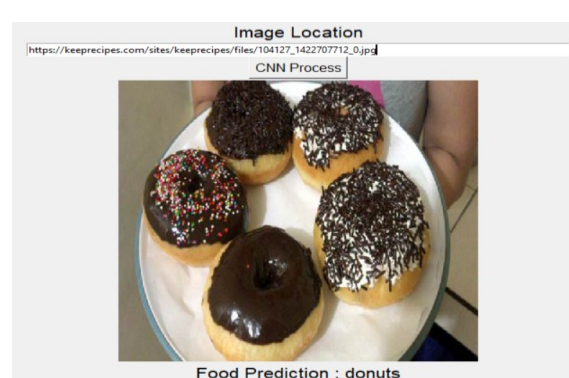 Image Location
https://keeprecipes.com/sites/keeprecipes/files/104127_1422707712_0.jpg
CNN Process
Food Prediction : donuts